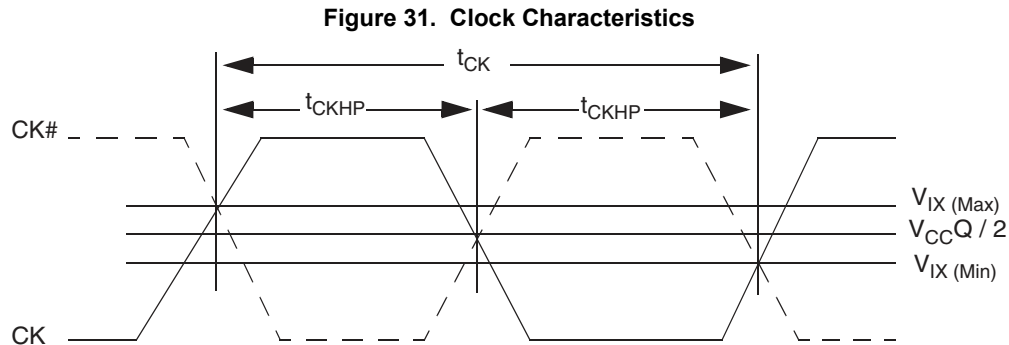 Figure 31. Clock Characteristics
tCK
tCKHP
tCKHP
CK#
VIX (Max)
VCCQ / 2
VIX (Min)
CK